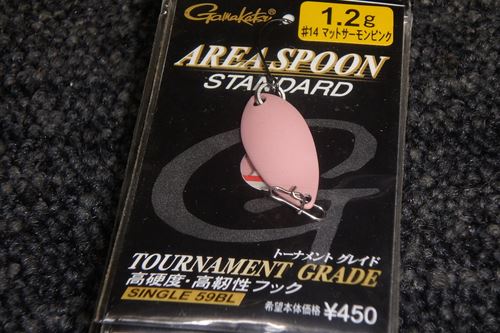 Gamakatsu
1.2g
#14 マットサーモンピンク
AREA SPOON
STANDARD
トーナメント グレイド
TOURNAMENT GRADE
高硬度・高靭性フック
SINGLE 59BL
希望本体価格 ¥450